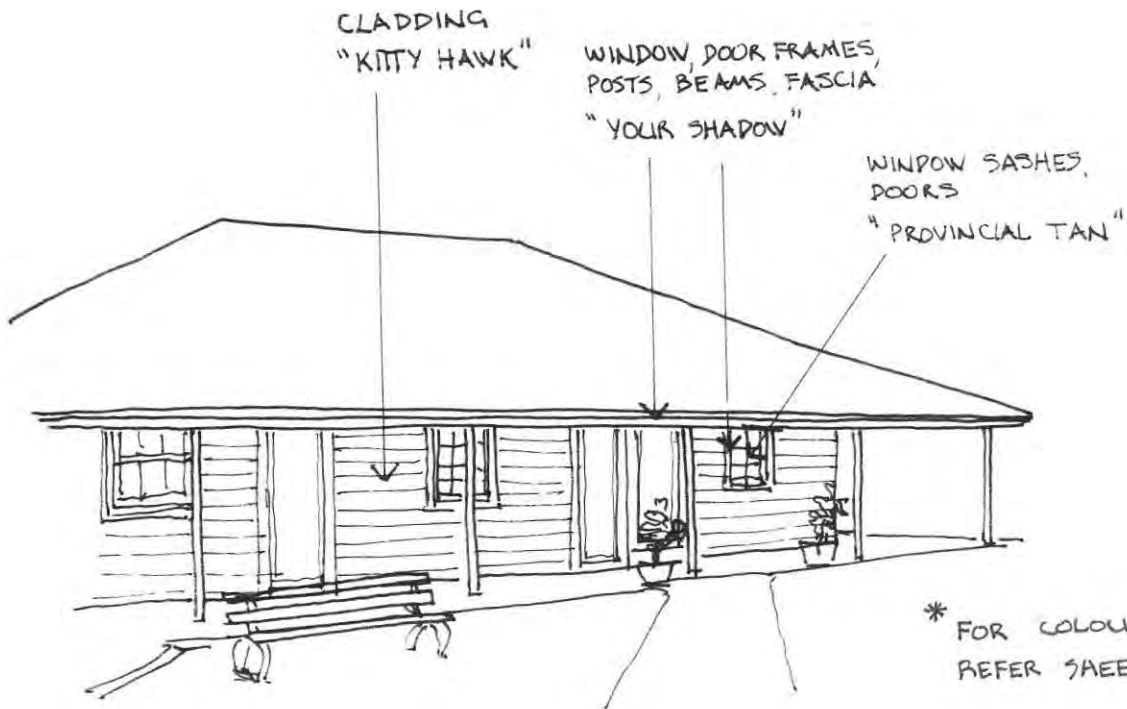 CLADDING
"KITTY HAWK"
WINDOW, DOOR FRAMES,
POSTS, BEAMS, FASCIA
"YOUR SHADOW"
WINDOW SASHES,
DOORS
"PROVINCIAL TAN"
* FOR
REFER